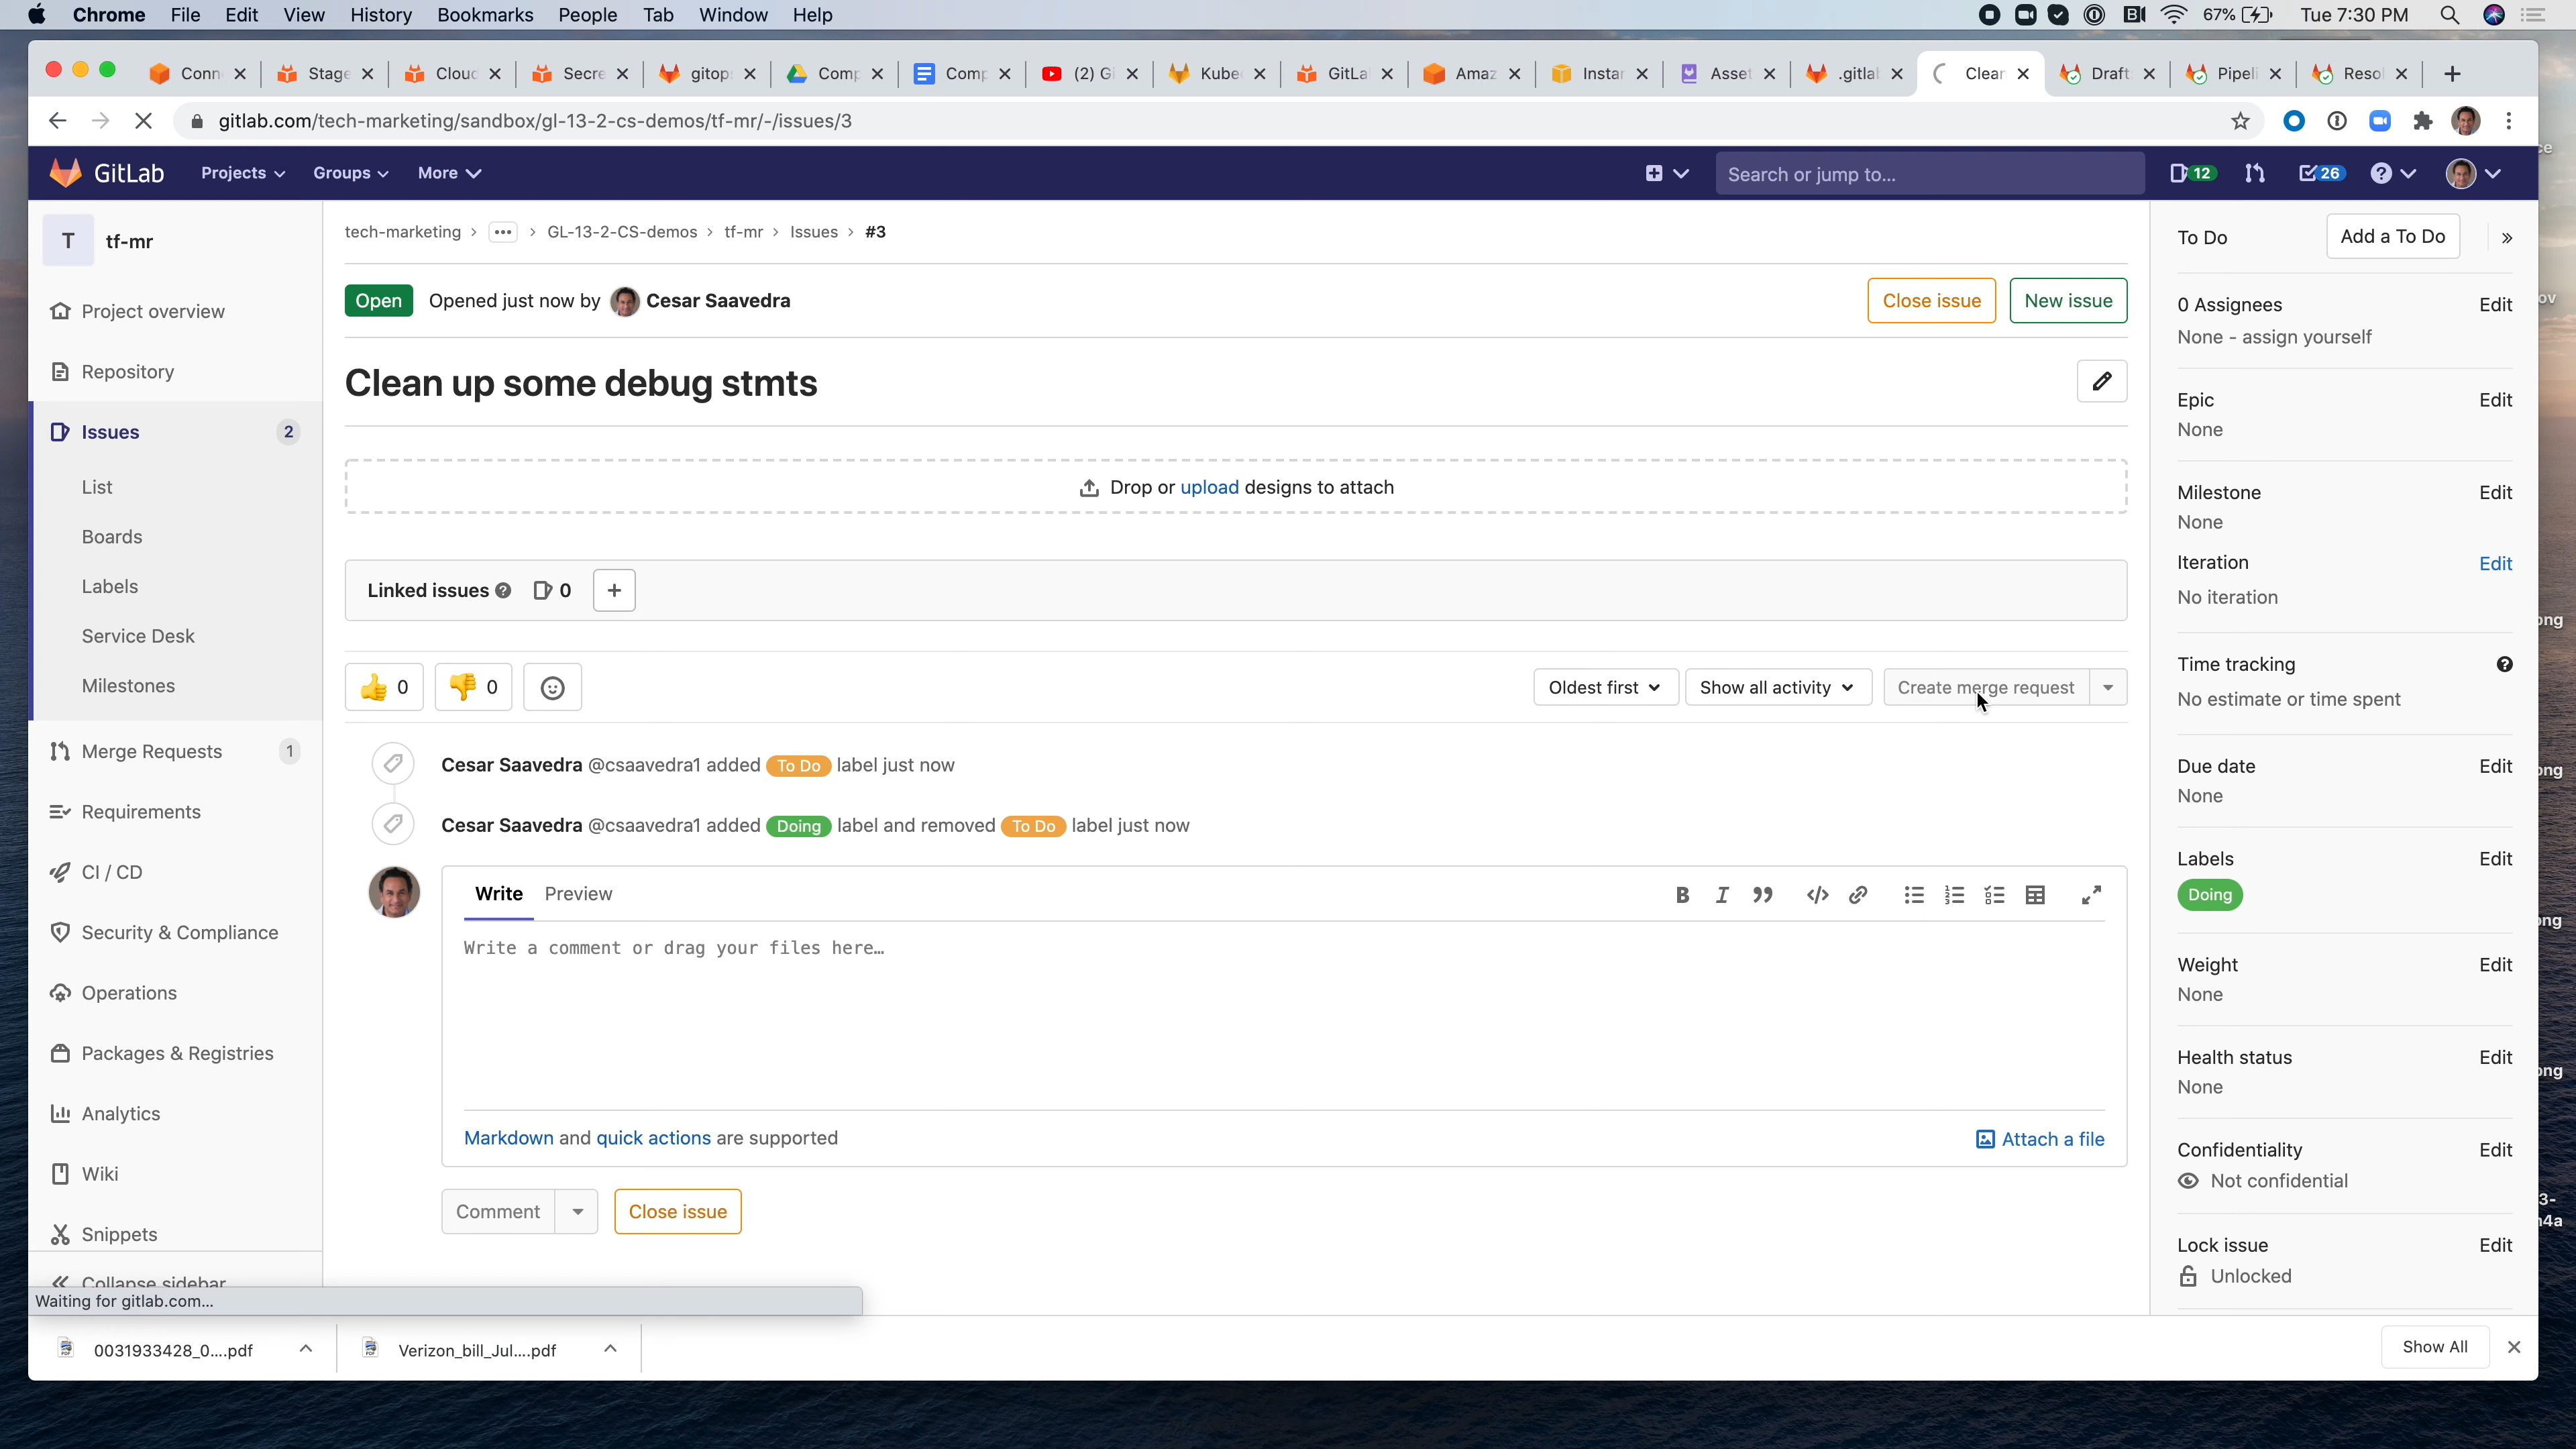 Chrome File Edit View History Bookmarks People Tab Window Help 67% Tue 7:30 PM
Conn Stage Cloud Secre gitop Comp Comp (2) G Kube GitLa Amaz Instan Asset .gitla Clean Draft: Pipeli Resol
gitlab.com/tech-marketing/sandbox/gl-13-2-cs-demos/tf-mr/-/issues/3
GitLab Projects Groups More Search or jump to... 12 26
T tf-mr
Project overview
Repository
Issues 2
List
Boards
Labels
Service Desk
Milestones
Merge Requests 1
Requirements
CI / CD
Security & Compliance
Operations
Packages & Registries
Analytics
Wiki
Snippets
Collapse sidebar
Waiting for gitlab.com...
tech-marketing > ... > GL-13-2-CS-demos > tf-mr > Issues > #3
Open Opened just now by Cesar Saavedra Close issue New issue
Clean up some debug stmts
Drop or upload designs to attach
Linked issues 0 +
0 0 Oldest first Show all activity Create merge request
Cesar Saavedra @csaavedra1 added To Do label just now
Cesar Saavedra @csaavedra1 added Doing label and removed To Do label just now
Write Preview
Write a comment or drag your files here…
Markdown and quick actions are supported Attach a file
Comment Close issue
To Do Add a To Do »
0 Assignees Edit
None - assign yourself
Epic Edit
None
Milestone Edit
None
Iteration Edit
No iteration
Time tracking
No estimate or time spent
Due date Edit
None
Labels Edit
Doing
Weight Edit
None
Health status Edit
None
Confidentiality Edit
Not confidential
Lock issue Edit
Unlocked
0031933428_0....pdf Verizon_bill_Jul....pdf Show All